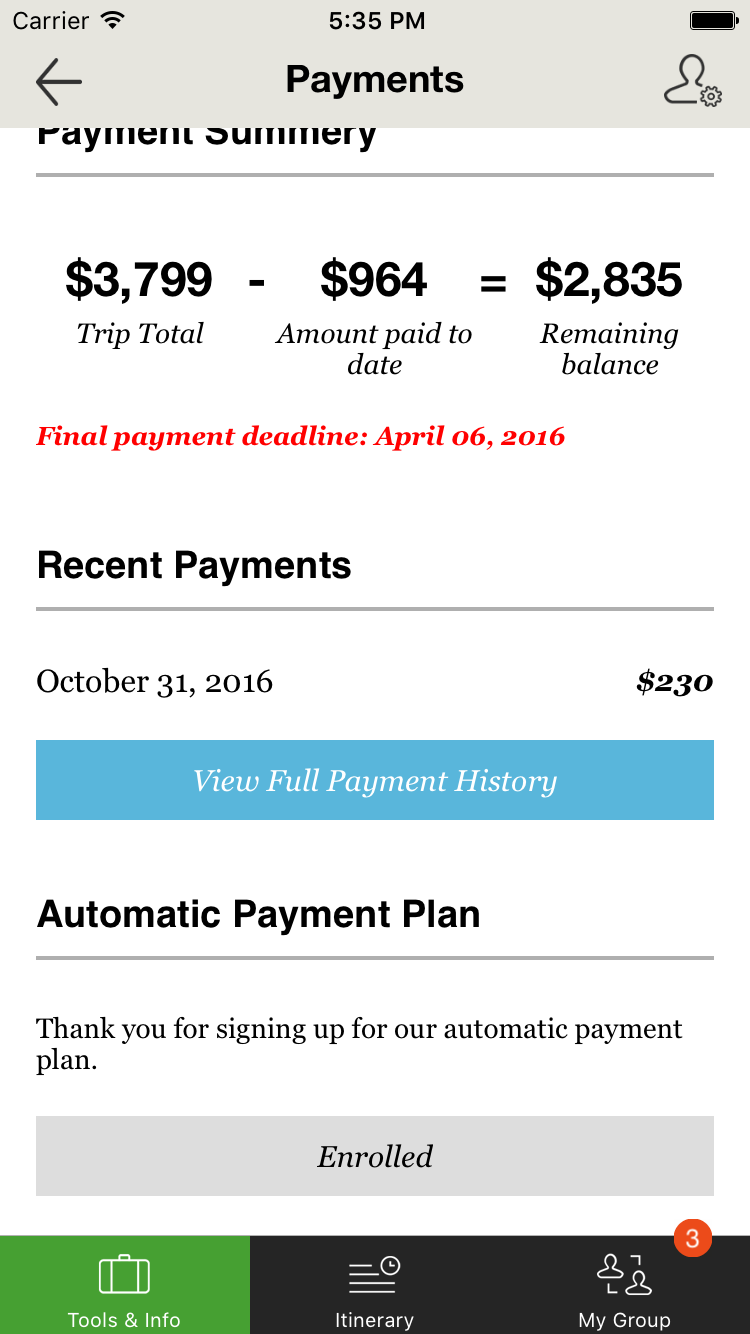 Carrier 5:35 PM
Payments
Payment Summery
$3,799 - $964 = $2,835
Trip Total Amount paid to date Remaining balance
Final payment deadline: April 06, 2016
Recent Payments
October 31, 2016 $230
View Full Payment History
Automatic Payment Plan
Thank you for signing up for our automatic payment
plan.
Enrolled
3
Tools & Info Itinerary My Group